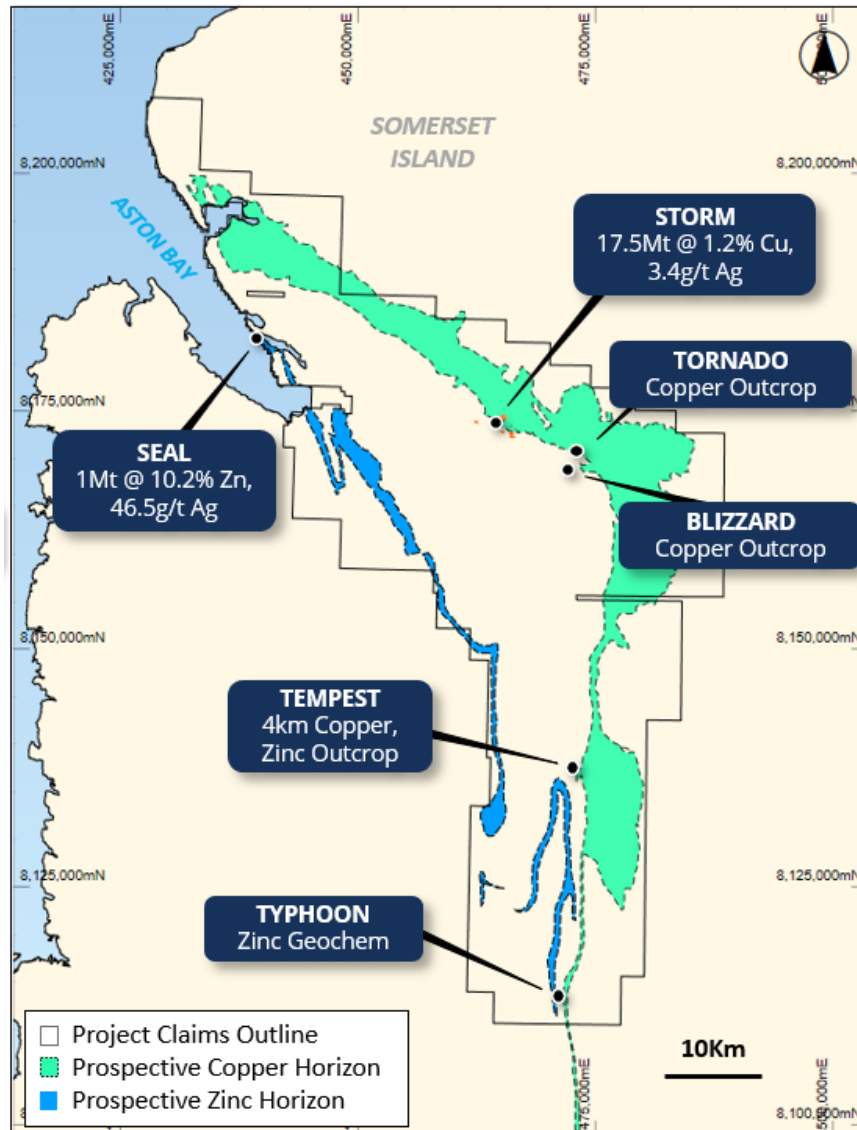 425,000mE
450,000mE
475,000mE
SOMERSET
ISLAND
8,200,000mN
8,200,000mN
ASTON BAY
STORM
17.5Mt @ 1.2% Cu,
3.4g/t Ag
TORNADO
Copper Outcrop
8,175,000mN
SEAL
1Mt @ 10.2% Zn,
46.5g/t Ag
BLIZZARD
Copper Outcrop
8,150,000mN
8,150,000mN
TEMPEST
4km Copper,
Zinc Outcrop
8,125,000mN
8,125,000mN
TYPHOON
Zinc Geochem
Project Claims Outline
Prospective Copper Horizon
Prospective Zinc Horizon
10Km
475,000mE
8,100,000mN